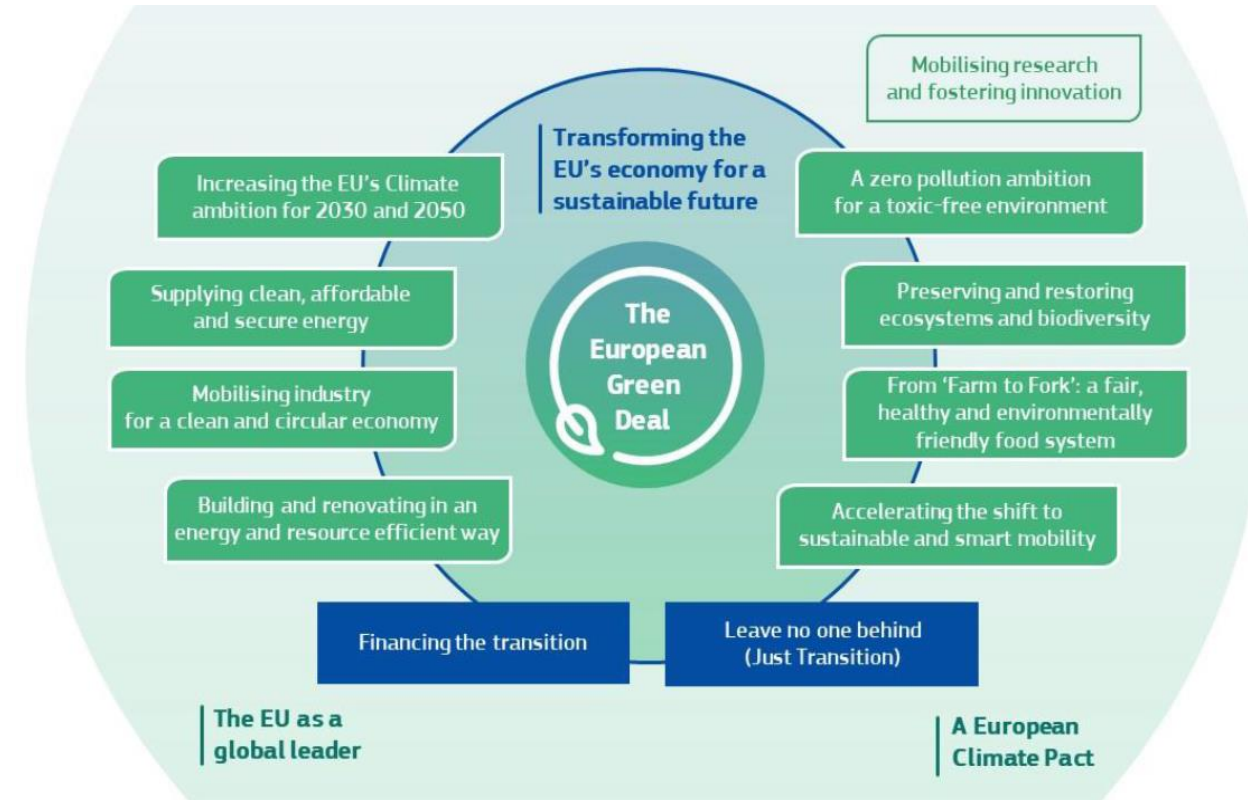 Mobilising research
and fostering innovation
Transforming the
EU's economy for a
sustainable future
Increasing the EU's Climate
ambition for 2030 and 2050
A zero pollution ambition
for a toxic-free environment
Supplying clean, affordable
and secure energy
Preserving and restoring
ecosystems and biodiversity
The
European
Green
Deal
Mobilising industry
for a clean and circular economy
From ‘Farm to Fork’: a fair,
healthy and environmentally
friendly food system
Building and renovating in an
energy and resource efficient way
Accelerating the shift to
sustainable and smart mobility
Financing the transition
Leave no one behind
(Just Transition)
The EU as a
global leader
A European
Climate Pact